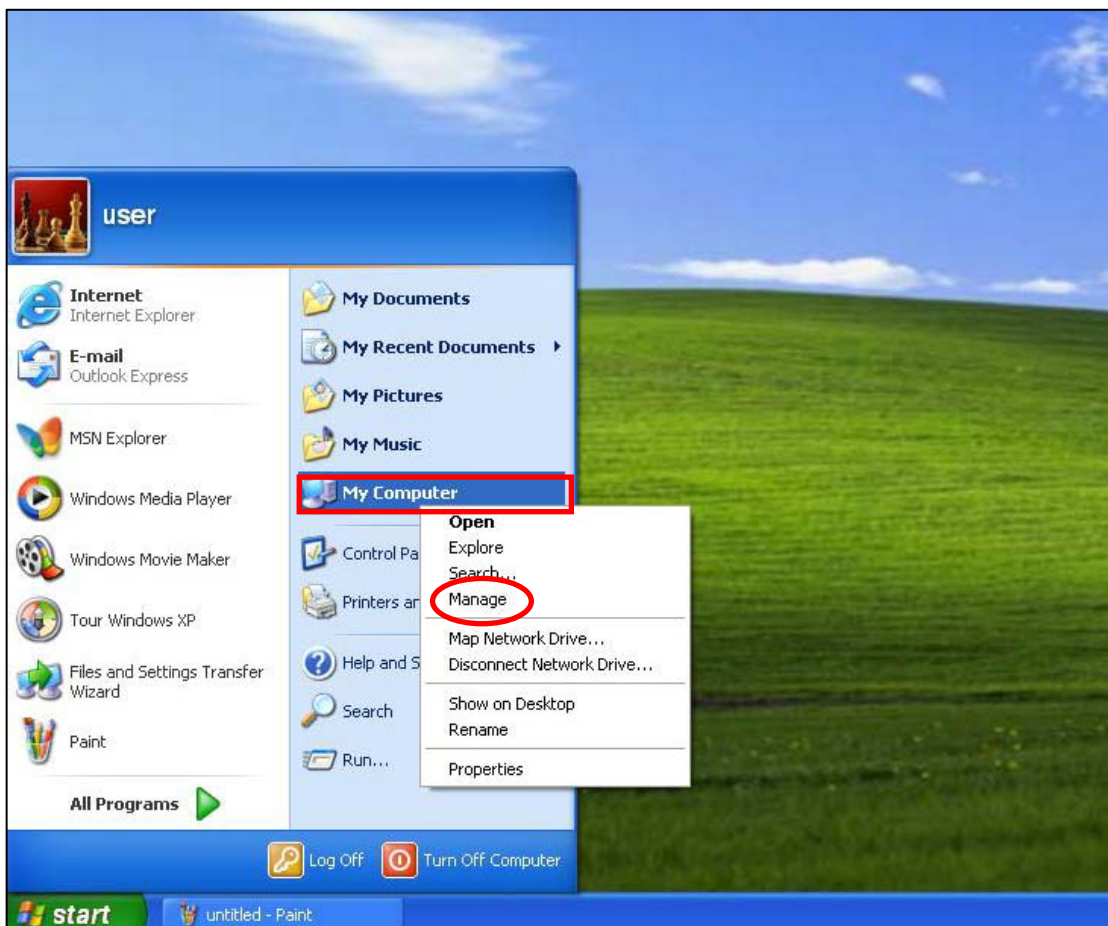 user
Internet
Internet Explorer
E-mail
Outlook Express
MSN Explorer
Windows Media Player
Windows Movie Maker
Tour Windows XP
Files and Settings Transfer
Wizard
Paint
All Programs
My Documents
My Recent Documents
My Pictures
My Music
My Computer
Control Pa
Printers ar
Help and S
Search
Run...
Open
Explore
Search...
Manage
Map Network Drive...
Disconnect Network Drive...
Show on Desktop
Rename
Properties
Log Off
Turn Off Computer
start
untitled - Paint